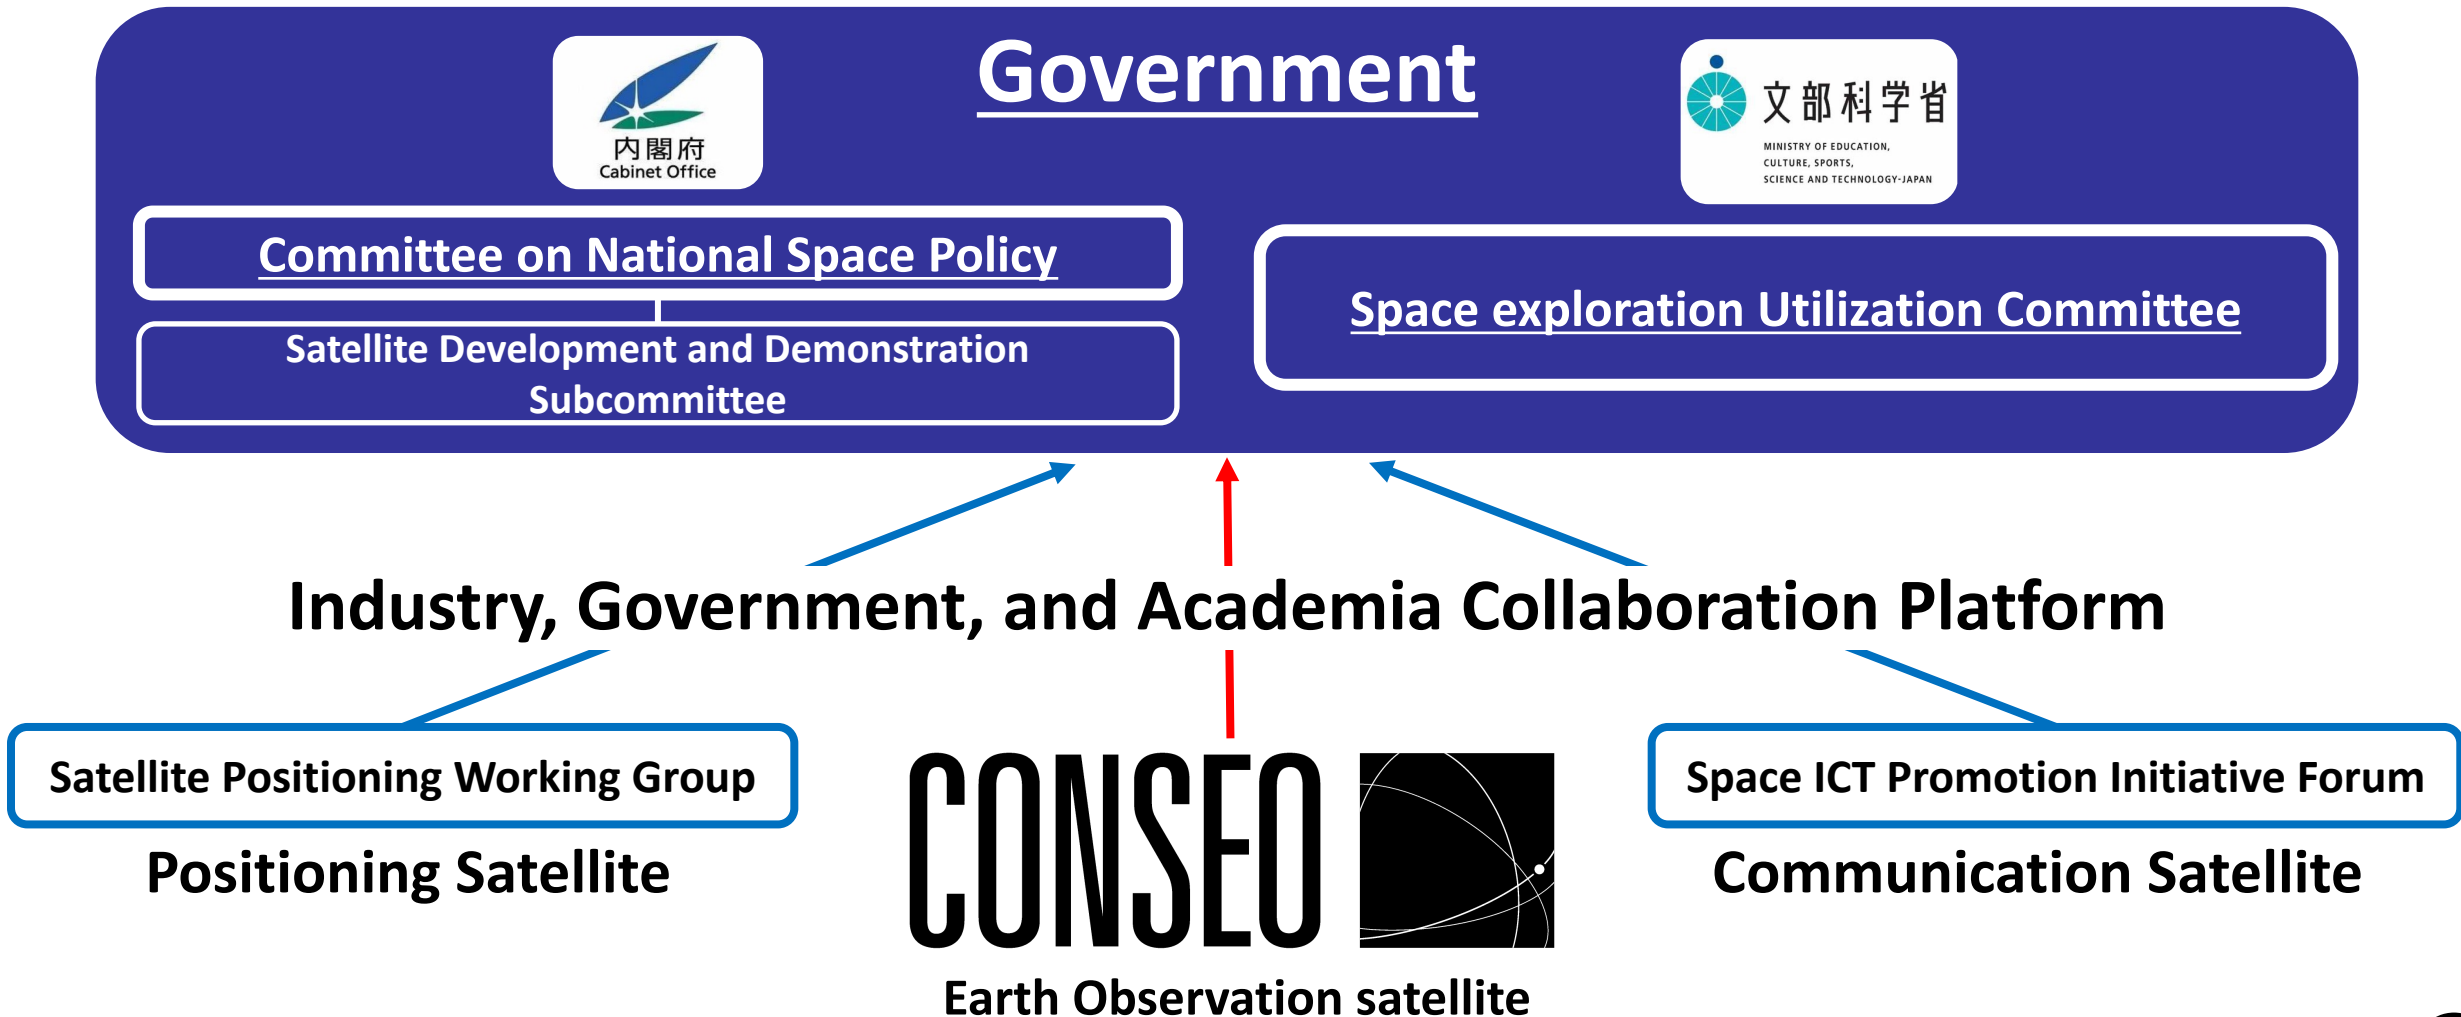 Government
内閣府
Cabinet Office
文部科学省
MINISTRY OF EDUCATION,
CULTURE, SPORTS,
SCIENCE AND TECHNOLOGY-JAPAN
Committee on National Space Policy
Satellite Development and Demonstration
Subcommittee
Space exploration Utilization Committee
Industry, Government, and Academia Collaboration Platform
Satellite Positioning Working Group
Positioning Satellite
CONSEO
Earth Observation satellite
Space ICT Promotion Initiative Forum
Communication Satellite